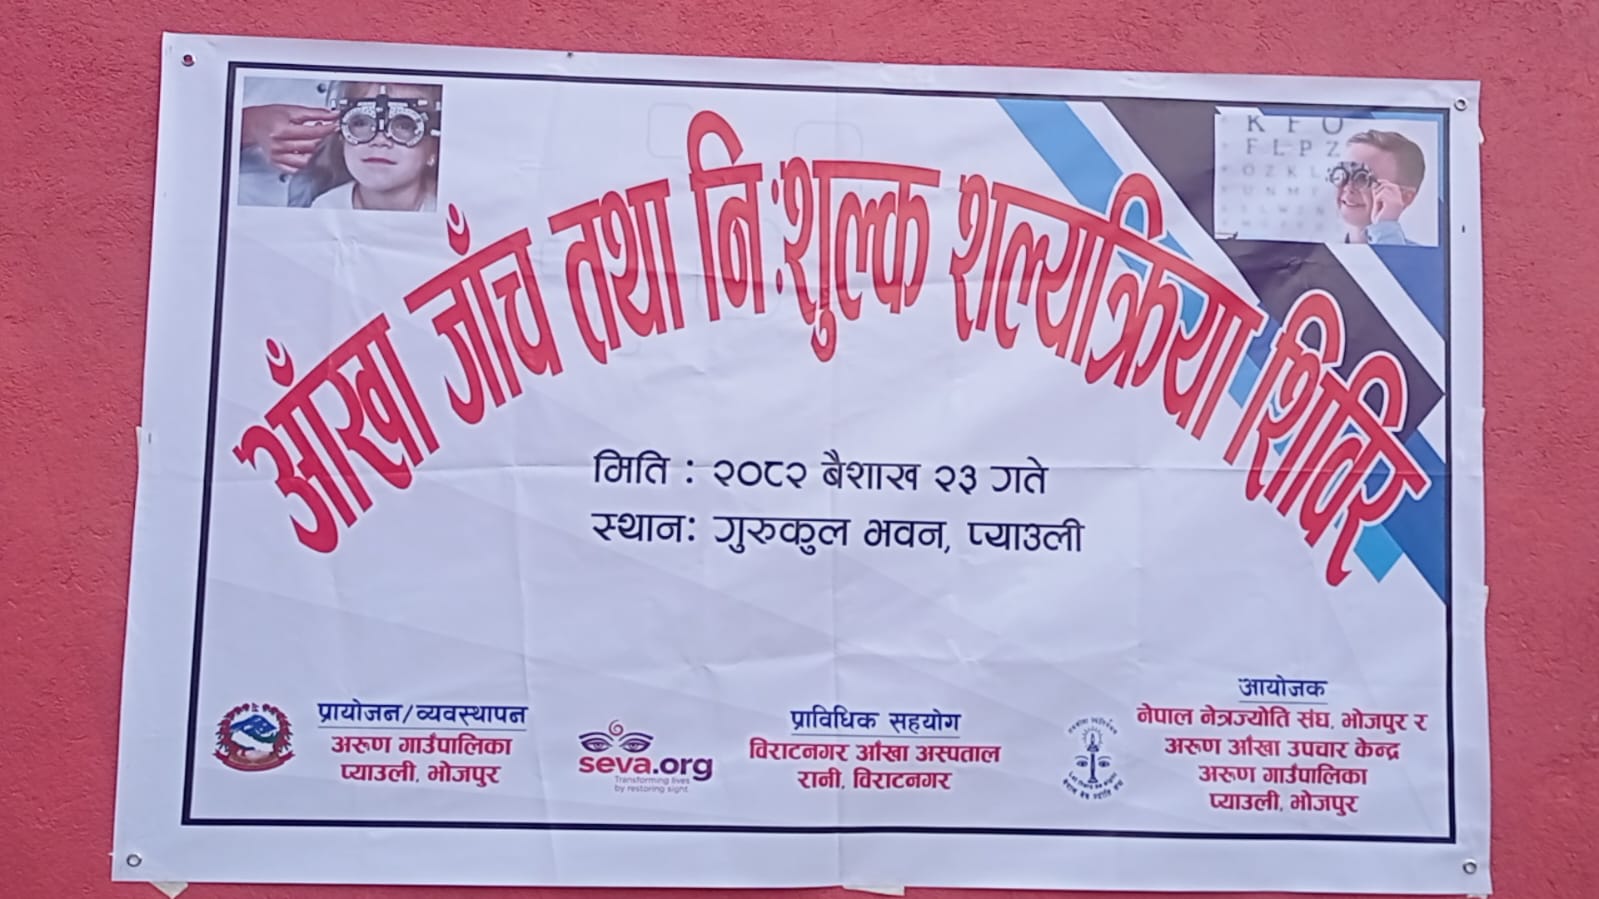 आँखा जाँच तथा निःशुल्क शल्यक्रिया शिविर
K F O
F L P Z
O Z K L
मिति : २०८२ बैशाख २३ गते
स्थानः गुरुकुल भवन, प्याउली
प्रायोजन/व्यवस्थापन
अरूण गाउँपालिका
प्याउली, भोजपुर
seva.org
Transforming lives
by restoring sight
प्राविधिक सहयोग
विराटनगर आँखा अस्पताल
रानी, विराटनगर
आयोजक
नेपाल नेत्रज्योति संघ, भोजपुर र
अरूण आँखा उपचार केन्द्र
अरूण गाउँपालिका
प्याउली, भोजपुर